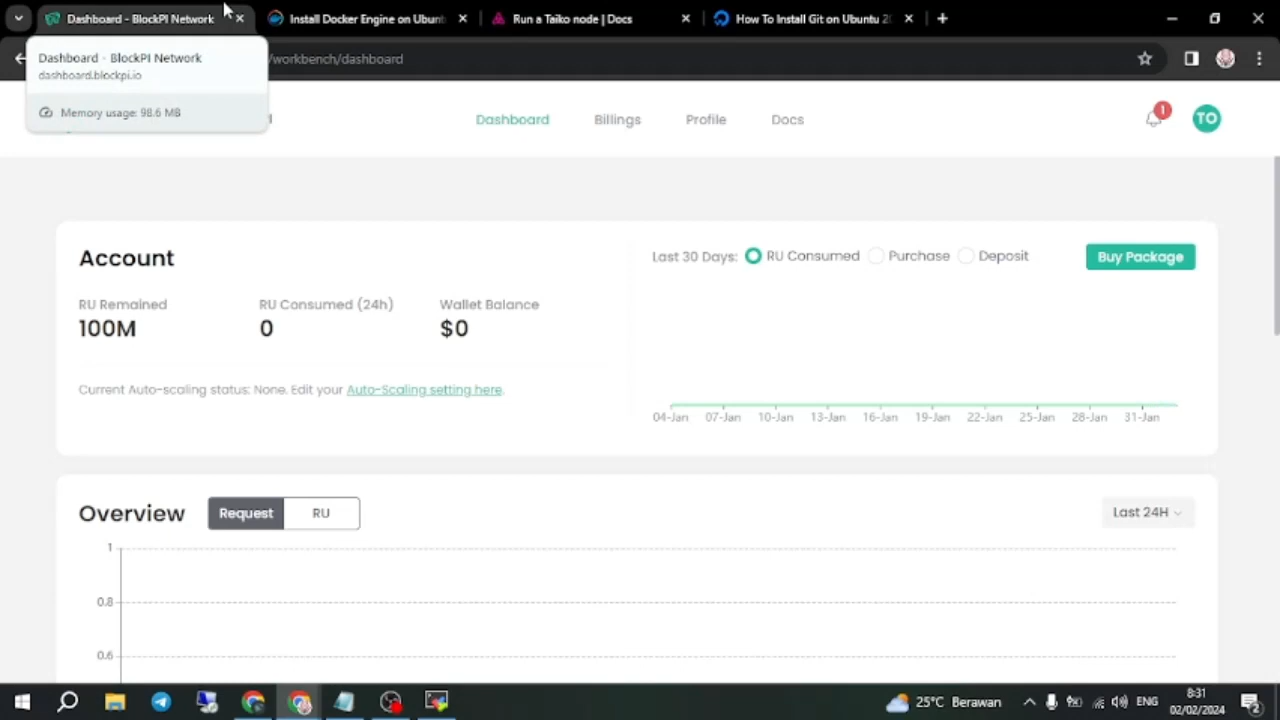 Dashboard - BlockPI Network
Install Docker Engine on Ubunt
Run a Taiko node | Docs
How To Install Git on Ubuntu 20
Dashboard - BlockPI Network
dashboard.blockpi.io
Memory usage: 98.6 MB
/workbench/dashboard
Dashboard
Billings
Profile
Docs
1
TO
Account
Last 30 Days:
RU Consumed
Purchase
Deposit
Buy Package
RU Remained
RU Consumed (24h)
Wallet Balance
100M
0
$0
Current Auto-scaling status: None. Edit your Auto-Scaling setting here.
04-Jan
07-Jan
10-Jan
13-Jan
16-Jan
19-Jan
22-Jan
25-Jan
28-Jan
31-Jan
Overview
Request
RU
Last 24H
1
0.8
0.6
25°C Berawan
ENG
8:31
02/02/2024
2